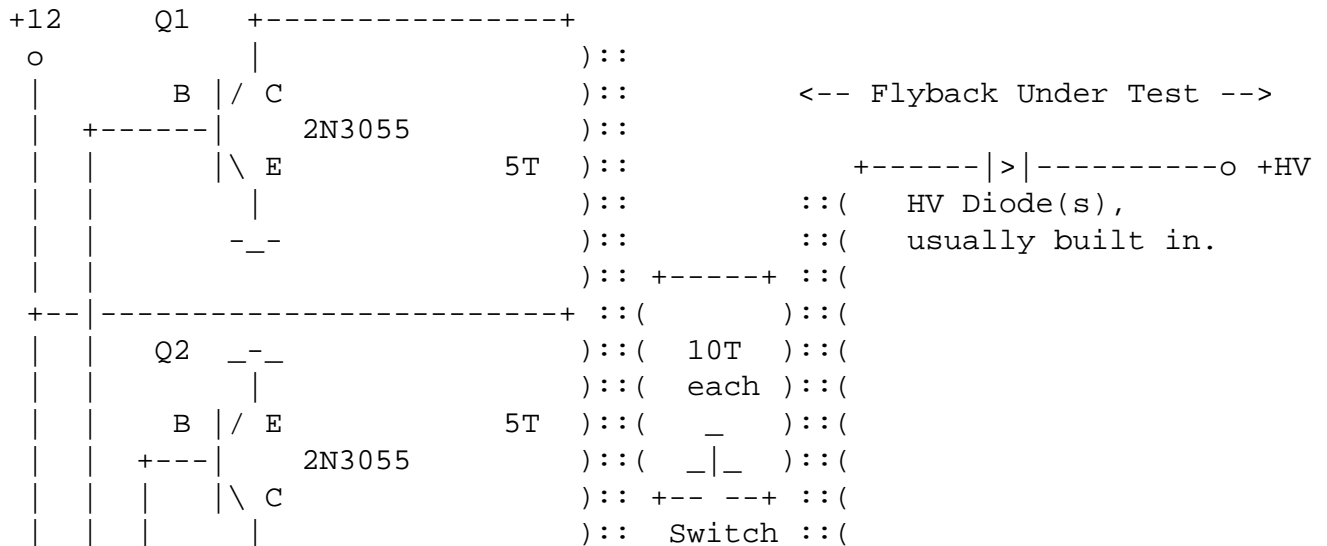 +12      Q1    +----------------+
 o             |                 )::
 |       B  |/ C                 )::         <-- Flyback Under Test -->
 |  +------|    2N3055           )::
 |  |       |\ E            5T   )::             +------|>|----------o +HV
 |  |          |                 )::         ::(   HV Diode(s),
 |  |         -_-                )::         ::(   usually built in.
 |  |                            ):: +-----+ ::(
 +--|-------------------------+ ::(       )::(
 |  |   Q2   _-_                 )::(  10T  )::(
 |  |          |                 )::(  each )::(
 |  |    B  |/ E            5T   )::(   _   )::(
 |  |  +---|    2N3055           )::(  _|_  )::(
 |  |  |    |\ C                 ):: +-- --+ ::(
 |  |  |       |                 )::  Switch ::(